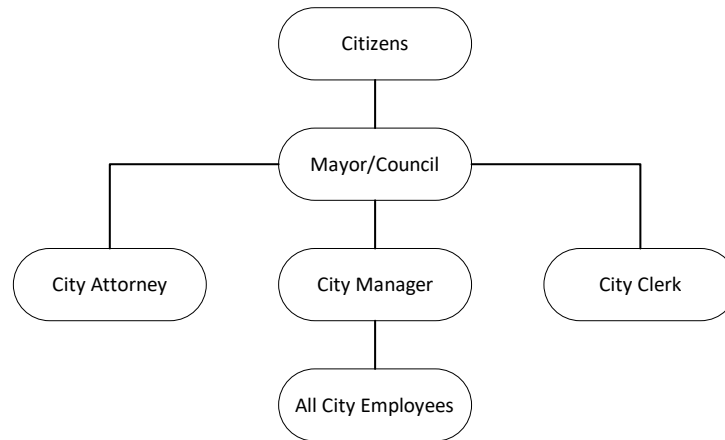 Citizens
Mayor/Council
City Attorney
City Manager
City Clerk
All City Employees